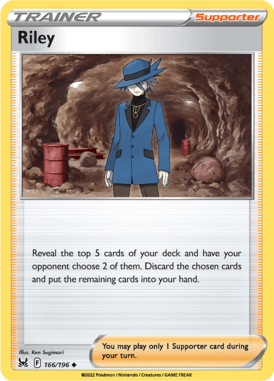 TRAINER Supporter
Riley
Reveal the top 5 cards of your deck and have your
opponent choose 2 of them. Discard the chosen cards
and put the remaining cards into your hand.
Illus. Ken Sugimori
You may play only 1 Supporter card during
your turn.
F 166/196
©2022 Pokémon / Nintendo / Creatures / GAME FREAK